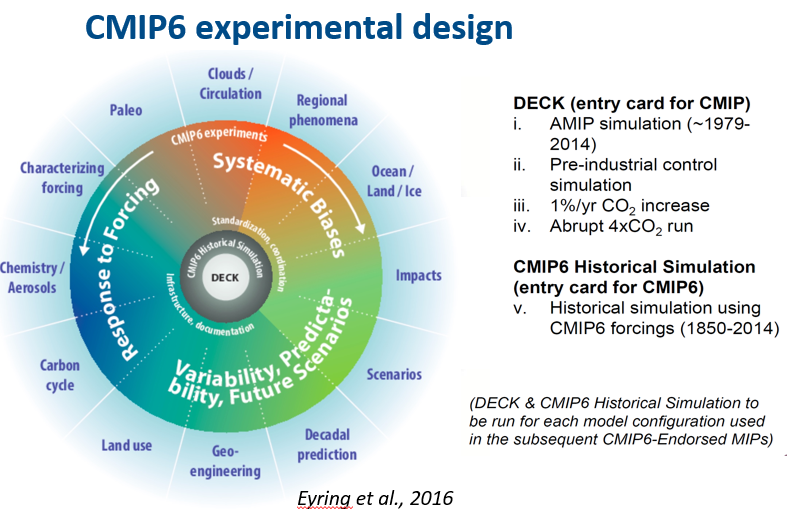 CMIP6 experimental design
Clouds /
Circulation
Regional
phenomena
Ocean /
Land / Ice
Impacts
Scenarios
Decadal
prediction
Geo-
engineering
Land use
Carbon
cycle
Chemistry /
Aerosols
Characterizing
forcing
Paleo
CMIP6 experiments
Systematic Biases
Response to Forcing
Variability, Predicta-
bility, Future Scenarios
Standardization, coordination
Infrastructure, documentation
CMIP6 Historical Simulation
DECK
DECK (entry card for CMIP)
i. AMIP simulation (~1979-
2014)
ii. Pre-industrial control
simulation
iii. 1%/yr CO₂ increase
iv. Abrupt 4xCO₂ run
CMIP6 Historical Simulation
(entry card for CMIP6)
v. Historical simulation using
CMIP6 forcings (1850-2014)
(DECK & CMIP6 Historical Simulation to
be run for each model configuration used
in the subsequent CMIP6-Endorsed MIPs)
Eyring et al., 2016